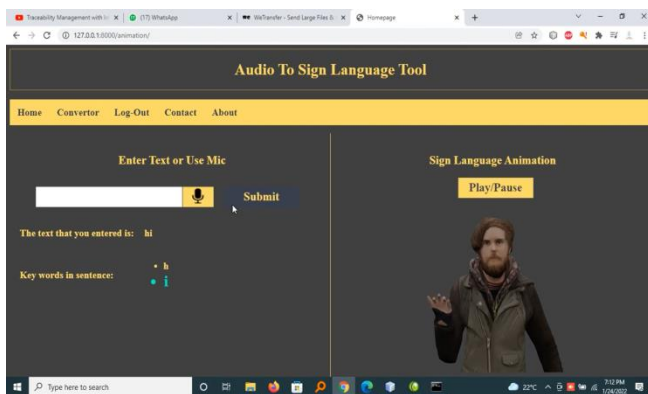 Traceability Management with
(17) WhatsApp
WeTransfer - Send Large Files &
Homepage
127.0.0.1:8000/animation/
Audio To Sign Language Tool
Home Convertor Log-Out Contact About
Enter Text or Use Mic
Submit
The text that you entered is: hi
Key words in sentence:
h
i
Sign Language Animation
Play/Pause
Type here to search
22°C
7:12 PM
1/24/2022